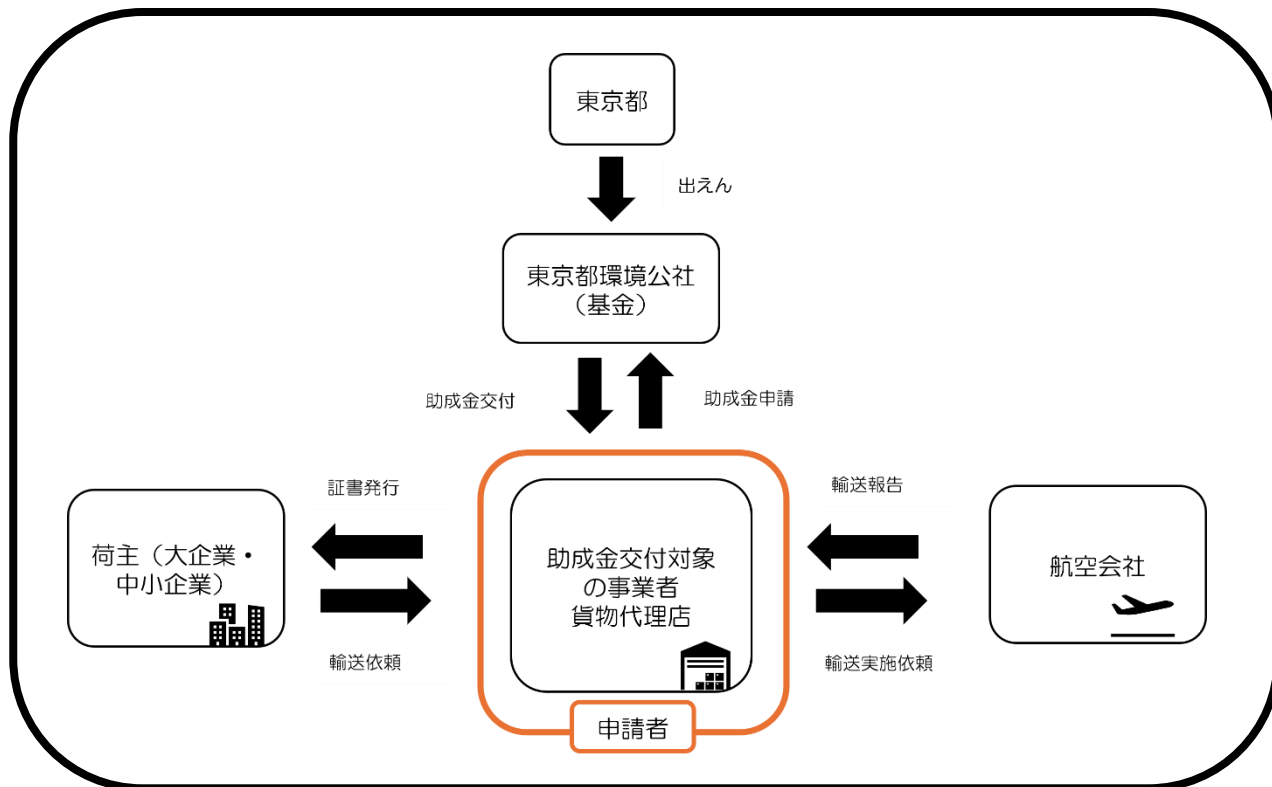 東京都
出えん
東京都環境公社
（基金）
助成金交付
助成金申請
証書発行
輸送報告
荷主（大企業・
中小企業）
助成金交付対象
の事業者
貨物代理店
航空会社
輸送依頼
輸送実施依頼
申請者